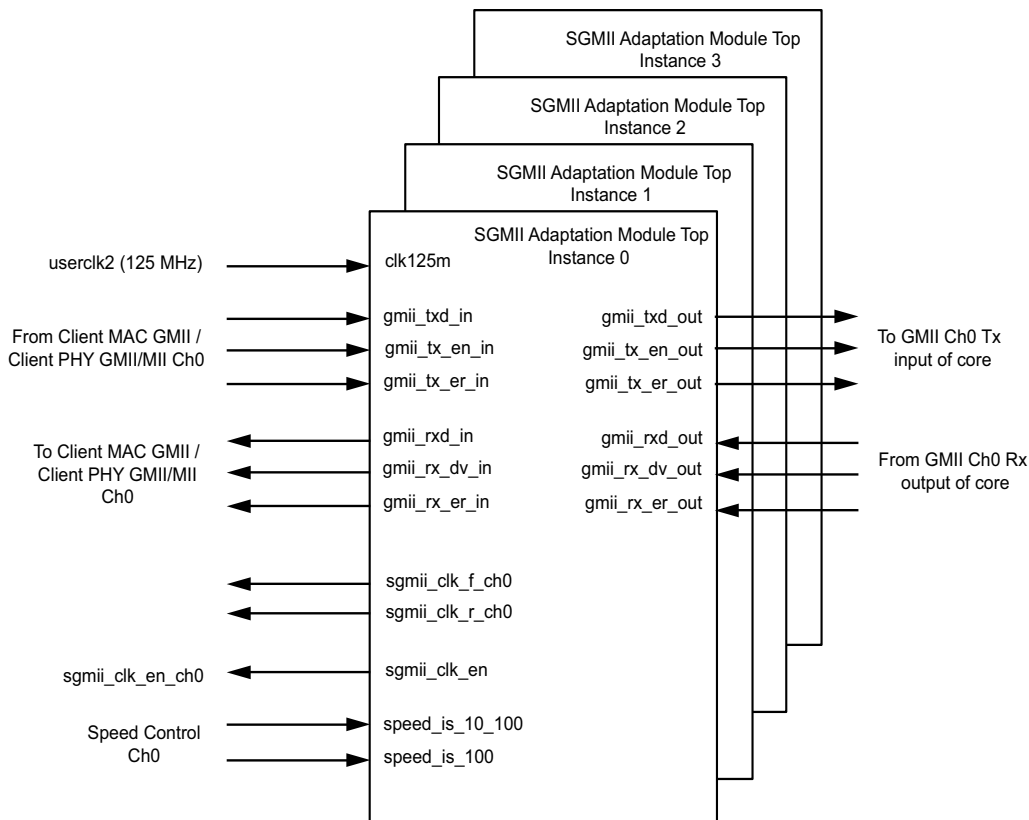 SGMII Adaptation Module Top
Instance 3
SGMII Adaptation Module Top
Instance 2
SGMII Adaptation Module Top
Instance 1
SGMII Adaptation Module Top
Instance 0
userclk2 (125 MHz)
clk125m
From Client MAC GMII /
Client PHY GMII/MII Ch0
gmii_txd_in
gmii_tx_en_in
gmii_tx_er_in
gmii_txd_out
gmii_tx_en_out
gmii_tx_er_out
To GMII Ch0 Tx
input of core
To Client MAC GMII /
Client PHY GMII/MII
Ch0
gmii_rxd_in
gmii_rx_dv_in
gmii_rx_er_in
gmii_rxd_out
gmii_rx_dv_out
gmii_rx_er_out
From GMII Ch0 Rx
output of core
sgmii_clk_f_ch0
sgmii_clk_r_ch0
sgmii_clk_en_ch0
sgmii_clk_en
Speed Control
Ch0
speed_is_10_100
speed_is_100